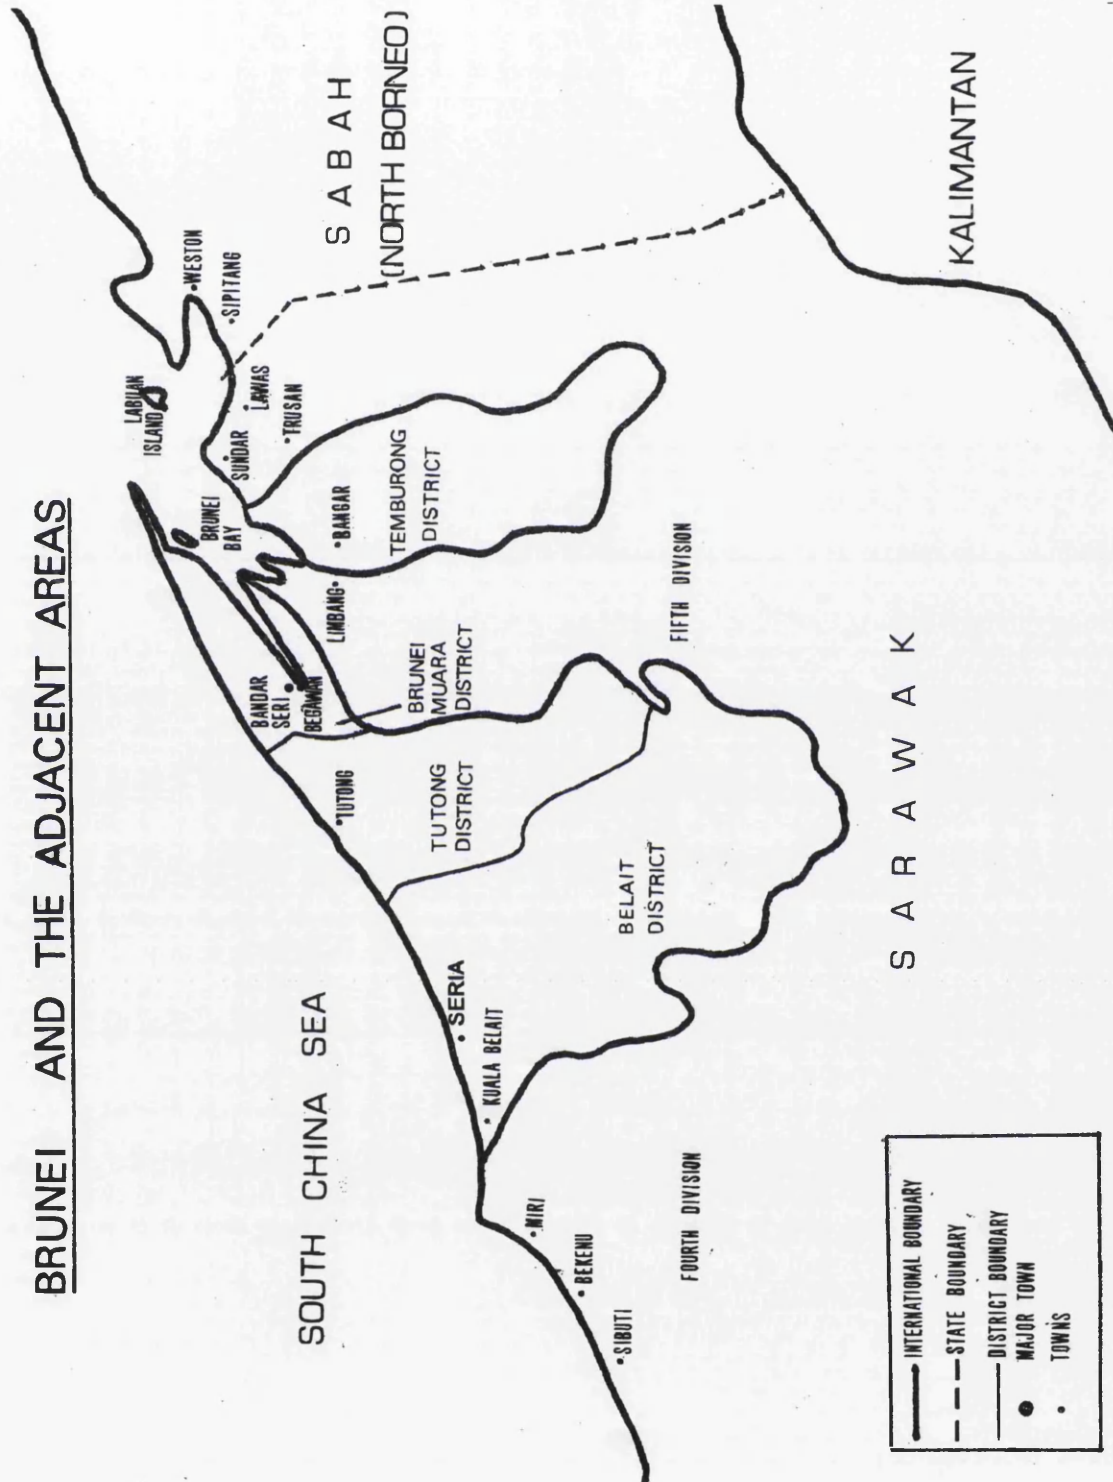 BRUNEI AND THE ADJACENT AREAS
SOUTH CHINA SEA
LABUAN
ISLAND
BRUNEI
BAY
WESTON
SIPITANG
SUNDAR
LAWAS
TRUSAN
S A B A H
(NORTH BORNEO)
BANDAR
SERI
BEGAWAN
LIMBANG
BANGAR
TEMBURONG
DISTRICT
BRUNEI
MUARA
DISTRICT
TUTONG
TUTONG
DISTRICT
SERIA
KUALA BELAIT
BELAIT
DISTRICT
MIRI
BEKENU
SIBUTI
FOURTH DIVISION
FIFTH DIVISION
S A R A W A K
KALIMANTAN
INTERNATIONAL BOUNDARY
STATE BOUNDARY
DISTRICT BOUNDARY
MAJOR TOWN
TOWNS